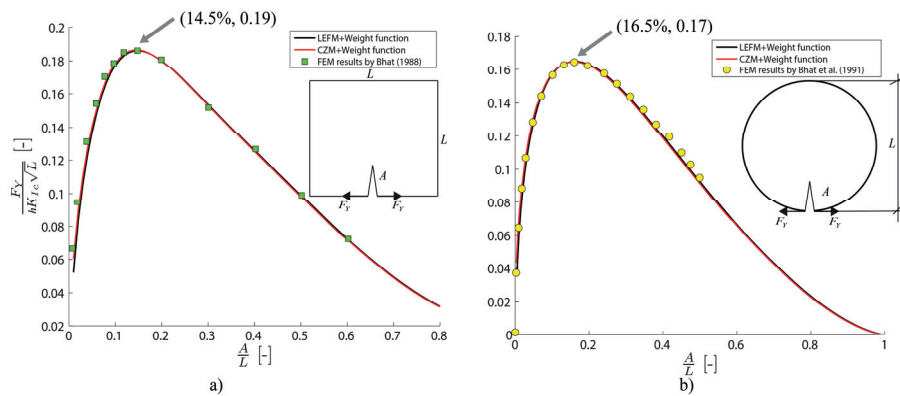 (14.5%, 0.19)
LEFM+Weight function
CZM+Weight function
FEM results by Bhat (1988)
L
L
A
F_Y F_Y
0.2
0.18
0.16
0.14
0.12
0.1
0.08
0.06
0.04
0.02
F_Y / hK_{Ic}√L [-]
0 0.1 0.2 0.3 0.4 0.5 0.6 0.7 0.8
A/L [-]
a)
(16.5%, 0.17)
LEFM+Weight function
CZM+Weight function
FEM results by Bhat et al. (1991)
L
A
F_Y F_Y
0.18
0.16
0.14
0.12
0.1
0.08
0.06
0.04
0.02
0
0 0.2 0.4 0.6 0.8 1
A/L [-]
b)